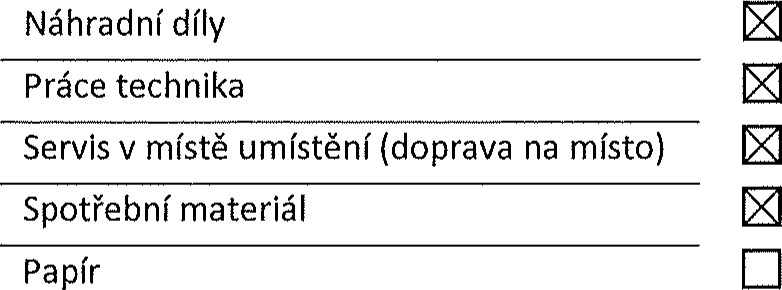 Náhradní díly ☒
Práce technika ☒
Servis v místě umístění (doprava na místo) ☒
Spotřební materiál ☒
Papír ☐